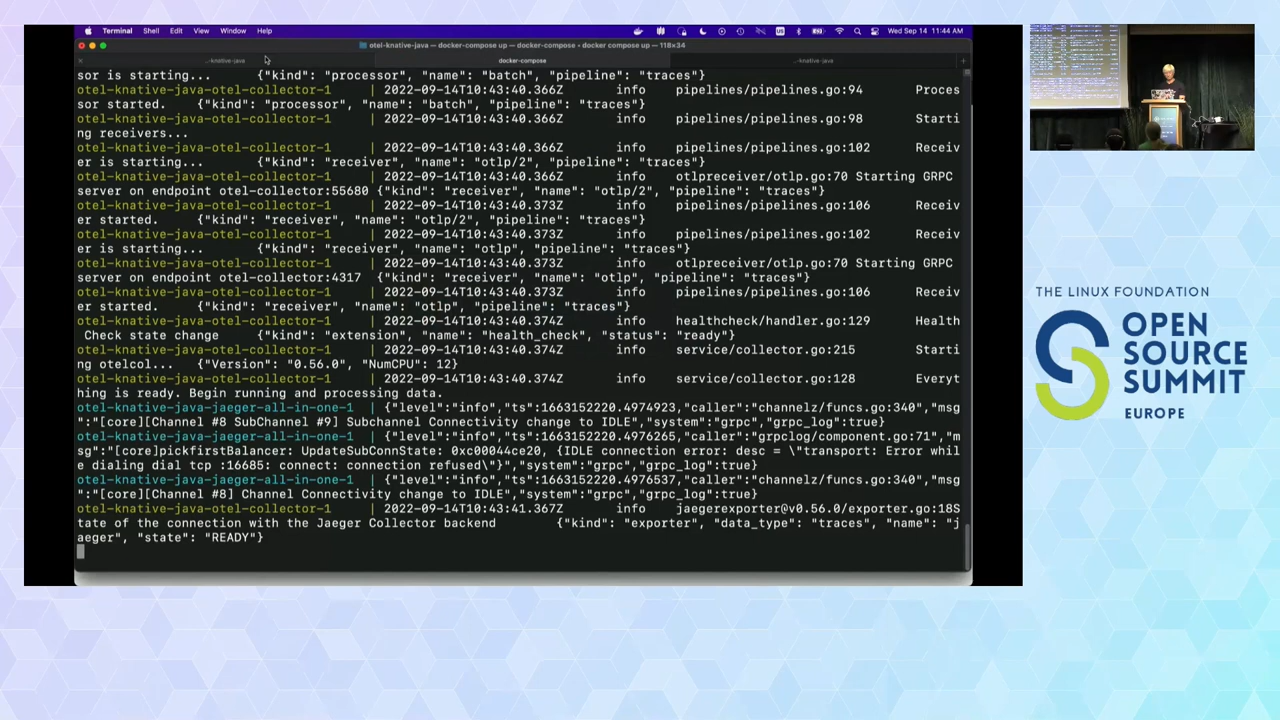 Terminal Shell Edit View Window Help US Wed Sep 14 11:44 AM
otel-knative-java — docker-compose up — docker-compose • docker compose up — 118×34
..-knative-java docker-compose ..-knative-java
sor is starting... {"kind": "processor", "name": "batch", "pipeline": "traces"}
otel-knative-java-otel-collector-1 | 2022-09-14T10:43:40.366Z info pipelines/pipelines.go:94 Proces
sor started. {"kind": "processor", "name": "batch", "pipeline": "traces"}
otel-knative-java-otel-collector-1 | 2022-09-14T10:43:40.366Z info pipelines/pipelines.go:98 Starti
ng receivers...
otel-knative-java-otel-collector-1 | 2022-09-14T10:43:40.366Z info pipelines/pipelines.go:102 Receiv
er is starting... {"kind": "receiver", "name": "otlp/2", "pipeline": "traces"}
otel-knative-java-otel-collector-1 | 2022-09-14T10:43:40.366Z info otlpreceiver/otlp.go:70 Starting GRPC
server on endpoint otel-collector:55680 {"kind": "receiver", "name": "otlp/2", "pipeline": "traces"}
otel-knative-java-otel-collector-1 | 2022-09-14T10:43:40.373Z info pipelines/pipelines.go:106 Receiv
er started. {"kind": "receiver", "name": "otlp/2", "pipeline": "traces"}
otel-knative-java-otel-collector-1 | 2022-09-14T10:43:40.373Z info pipelines/pipelines.go:102 Receiv
er is starting... {"kind": "receiver", "name": "otlp", "pipeline": "traces"}
otel-knative-java-otel-collector-1 | 2022-09-14T10:43:40.373Z info otlpreceiver/otlp.go:70 Starting GRPC
server on endpoint otel-collector:4317 {"kind": "receiver", "name": "otlp", "pipeline": "traces"}
otel-knative-java-otel-collector-1 | 2022-09-14T10:43:40.373Z info pipelines/pipelines.go:106 Receiv
er started. {"kind": "receiver", "name": "otlp", "pipeline": "traces"}
otel-knative-java-otel-collector-1 | 2022-09-14T10:43:40.374Z info healthcheck/handler.go:129 Health
Check state change {"kind": "extension", "name": "health_check", "status": "ready"}
otel-knative-java-otel-collector-1 | 2022-09-14T10:43:40.374Z info service/collector.go:215 Starti
ng otelcol... {"Version": "0.56.0", "NumCPU": 12}
otel-knative-java-otel-collector-1 | 2022-09-14T10:43:40.374Z info service/collector.go:128 Everyt
hing is ready. Begin running and processing data.
otel-knative-java-jaeger-all-in-one-1 | {"level":"info","ts":1663152220.4974923,"caller":"channelz/funcs.go:340","msg
":"[core][Channel #8 SubChannel #9] Subchannel Connectivity change to IDLE","system":"grpc","grpc_log":true}
otel-knative-java-jaeger-all-in-one-1 | {"level":"info","ts":1663152220.4976265,"caller":"grpclog/component.go:71","m
sg":"[core]pickfirstBalancer: UpdateSubConnState: 0xc00044ce20, {IDLE connection error: desc = \"transport: Error whi
le dialing dial tcp :16685: connect: connection refused\"}","system":"grpc","grpc_log":true}
otel-knative-java-jaeger-all-in-one-1 | {"level":"info","ts":1663152220.4976537,"caller":"channelz/funcs.go:340","msg
":"[core][Channel #8] Channel Connectivity change to IDLE","system":"grpc","grpc_log":true}
otel-knative-java-otel-collector-1 | 2022-09-14T10:43:41.367Z info jaegerexporter@v0.56.0/exporter.go:18S
tate of the connection with the Jaeger Collector backend {"kind": "exporter", "data_type": "traces", "name": "j
aeger", "state": "READY"}
THE LINUX FOUNDATION
OPEN
SOURCE
SUMMIT
EUROPE